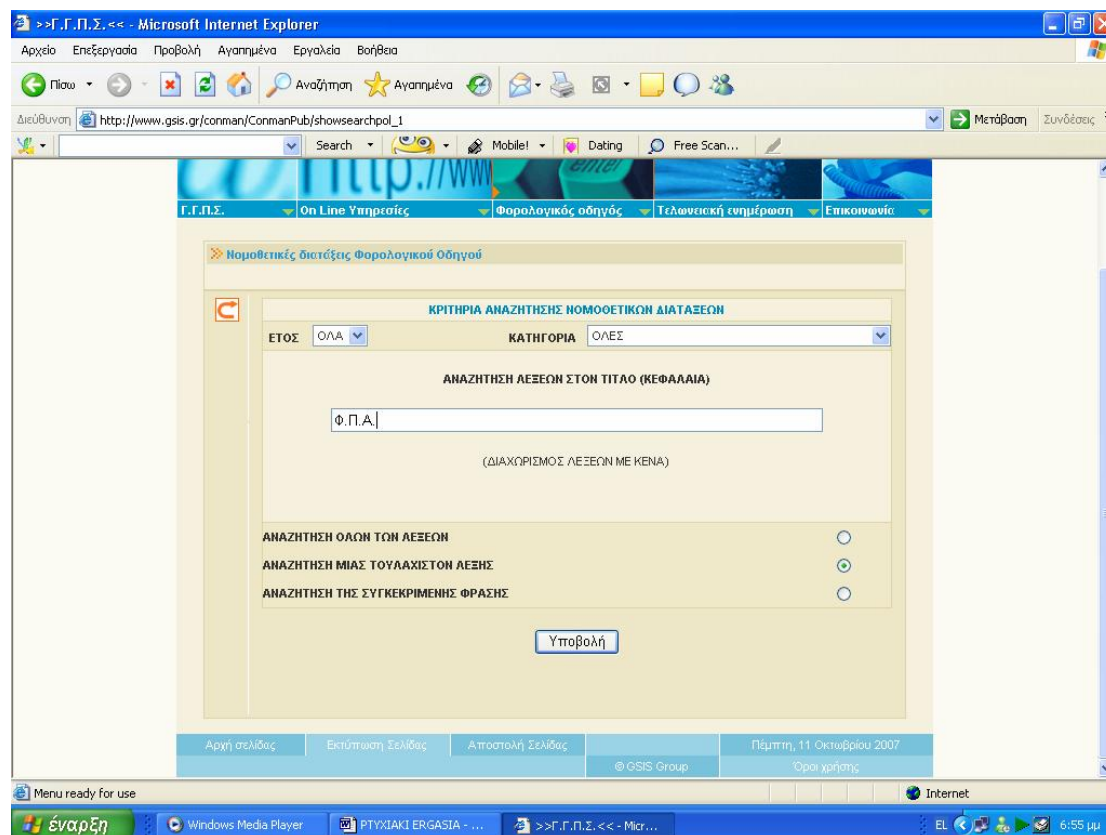 >>Γ.Γ.Π.Σ.<< - Microsoft Internet Explorer
Αρχείο Επεξεργασία Προβολή Αγαπημένα Εργαλεία Βοήθεια
Πίσω Αναζήτηση Αγαπημένα
Διεύθυνση http://www.gsis.gr/conman/ConmanPub/showsearchpol_1 Μετάβαση Συνδέσεις
Search Mobile! Dating Free Scan...
http://www enter
Γ.Γ.Π.Σ. On Line Υπηρεσίες Φορολογικός οδηγός Τελωνειακή ενημέρωση Επικοινωνία
Νομοθετικές διατάξεις Φορολογικού Οδηγού
ΚΡΙΤΗΡΙΑ ΑΝΑΖΗΤΗΣΗΣ ΝΟΜΟΘΕΤΙΚΩΝ ΔΙΑΤΑΞΕΩΝ
ΕΤΟΣ ΟΛΑ ΚΑΤΗΓΟΡΙΑ ΟΛΕΣ
ΑΝΑΖΗΤΗΣΗ ΛΕΞΕΩΝ ΣΤΟΝ ΤΙΤΛΟ (ΚΕΦΑΛΑΙΑ)
Φ.Π.Α.
(ΔΙΑΧΩΡΙΣΜΟΣ ΛΕΞΕΩΝ ΜΕ ΚΕΝΑ)
ΑΝΑΖΗΤΗΣΗ ΟΛΩΝ ΤΩΝ ΛΕΞΕΩΝ
ΑΝΑΖΗΤΗΣΗ ΜΙΑΣ ΤΟΥΛΑΧΙΣΤΟΝ ΛΕΞΗΣ
ΑΝΑΖΗΤΗΣΗ ΤΗΣ ΣΥΓΚΕΚΡΙΜΕΝΗΣ ΦΡΑΣΗΣ
Υποβολή
Αρχή σελίδας Εκτύπωση Σελίδας Αποστολή Σελίδας Πέμπτη, 11 Οκτωβρίου 2007
© GSIS Group Όροι χρήσης
Menu ready for use Internet
έναρξη Windows Media Player PTYXIAKI ERGASIA - ... >>Γ.Γ.Π.Σ.<< - Micr... EL 6:55 μμ